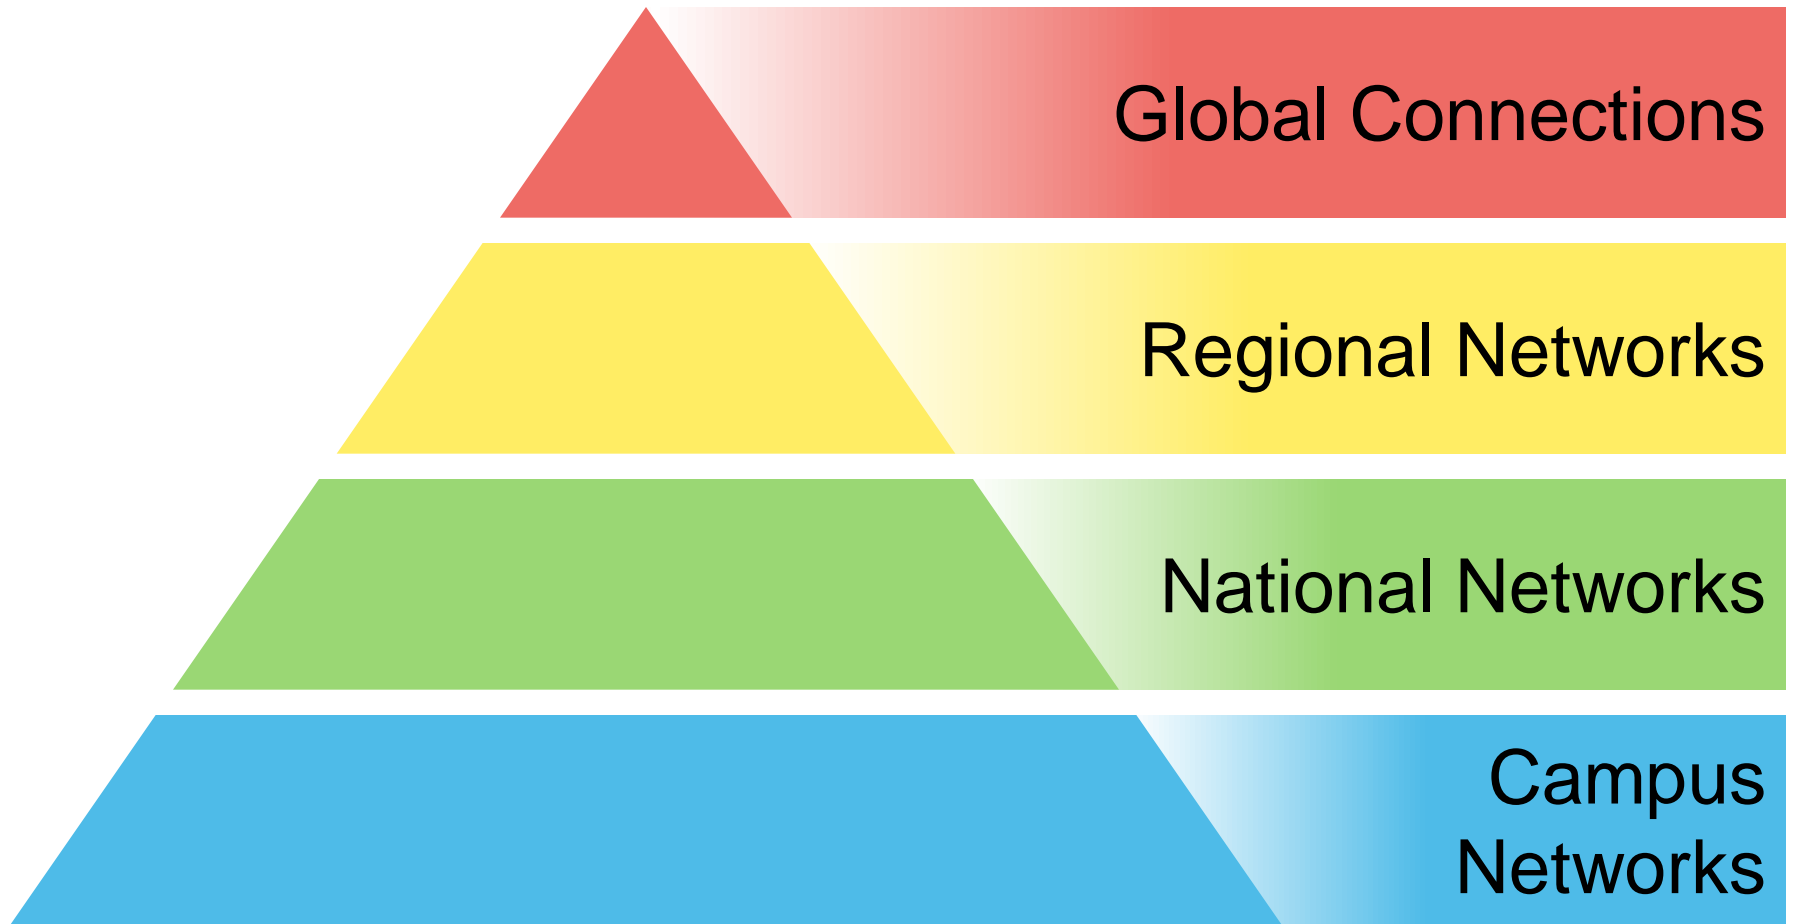 Global Connections
Regional Networks
National Networks
Campus
Networks